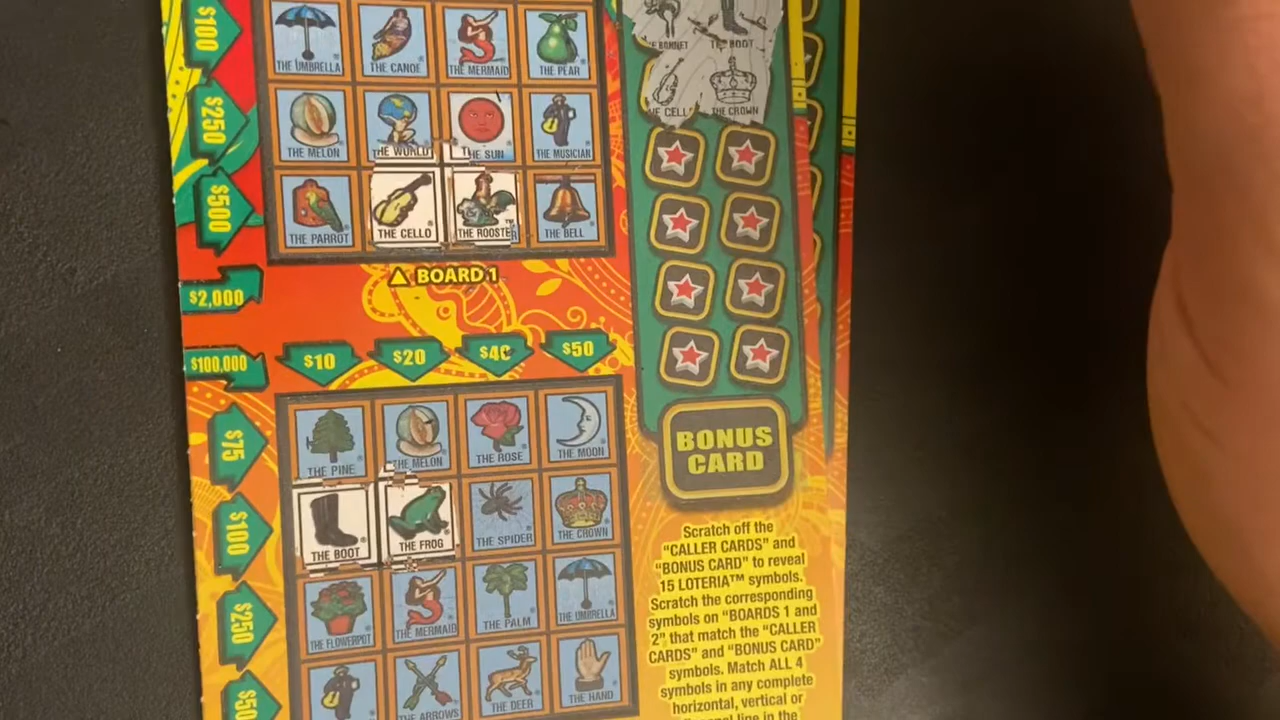 $100
THE UMBRELLA THE CANOE THE MERMAID THE PEAR
THE BOOT
THE CROWN
$250
THE MELON THE WORLD THE SUN THE MUSICIAN
$500
THE PARROT THE CELLO THE ROOSTER THE BELL
▲ BOARD 1
$2,000
$100,000 $10 $20 $40 $50
$75
THE PINE THE MELON THE ROSE THE MOON
$100
THE BOOT THE FROG THE SPIDER THE CROWN
$250
THE FLOWERPOT THE MERMAID THE PALM THE UMBRELLA
THE ARROWS THE DEER THE HAND
BONUS
CARD
Scratch off the
"CALLER CARDS" and
"BONUS CARD" to reveal
15 LOTERIA™ symbols.
Scratch the corresponding
symbols on "BOARDS 1 and
2" that match the "CALLER
CARDS" and "BONUS CARD"
symbols. Match ALL 4
symbols in any complete
horizontal, vertical or
line in the